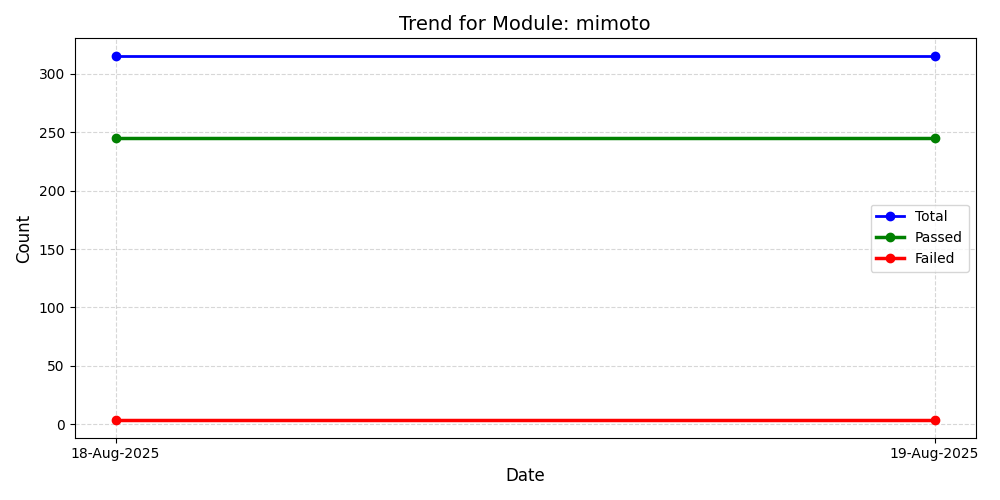 Trend for Module: mimoto
Count
300
250
200
150
100
50
0
Total
Passed
Failed
18-Aug-2025
19-Aug-2025
Date